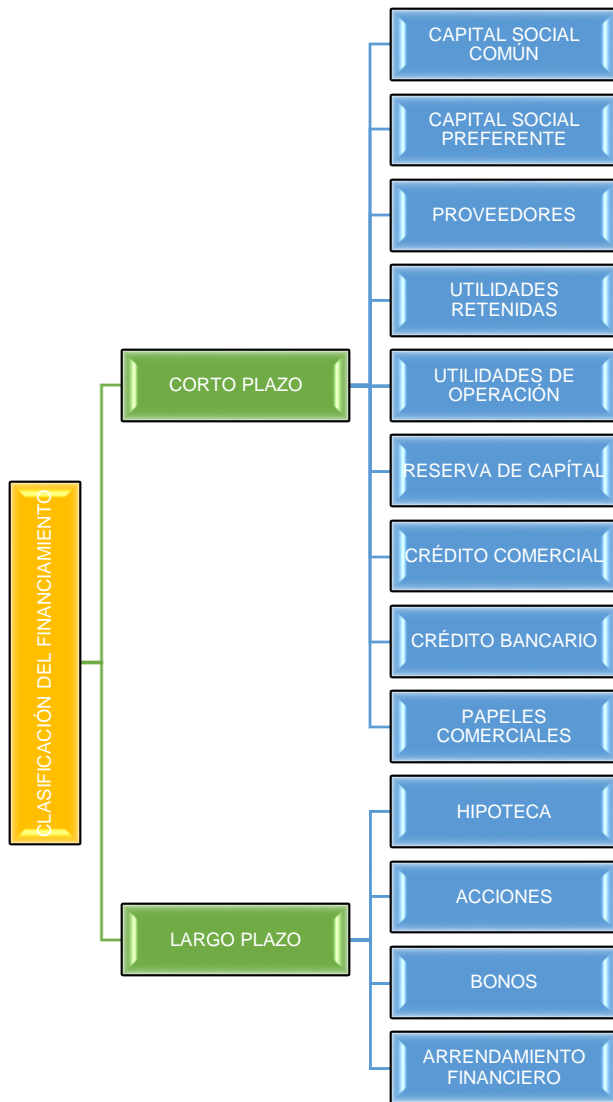 CLASIFICACIÓN DEL FINANCIAMIENTO
CORTO PLAZO
CAPITAL SOCIAL
COMÚN
CAPITAL SOCIAL
PREFERENTE
PROVEEDORES
UTILIDADES
RETENIDAS
UTILIDADES DE
OPERACIÓN
RESERVA DE CAPÍTAL
CRÉDITO COMERCIAL
CRÉDITO BANCARIO
PAPELES
COMERCIALES
LARGO PLAZO
HIPOTECA
ACCIONES
BONOS
ARRENDAMIENTO
FINANCIERO